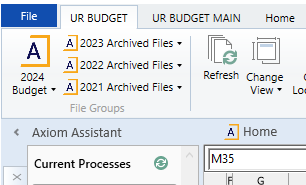 File UR BUDGET UR BUDGET MAIN Home
A A 2023 Archived Files
2024 Budget A 2022 Archived Files Refresh Change View
A 2021 Archived Files
File Groups
Axiom Assistant A Home
Current Processes M35
F G